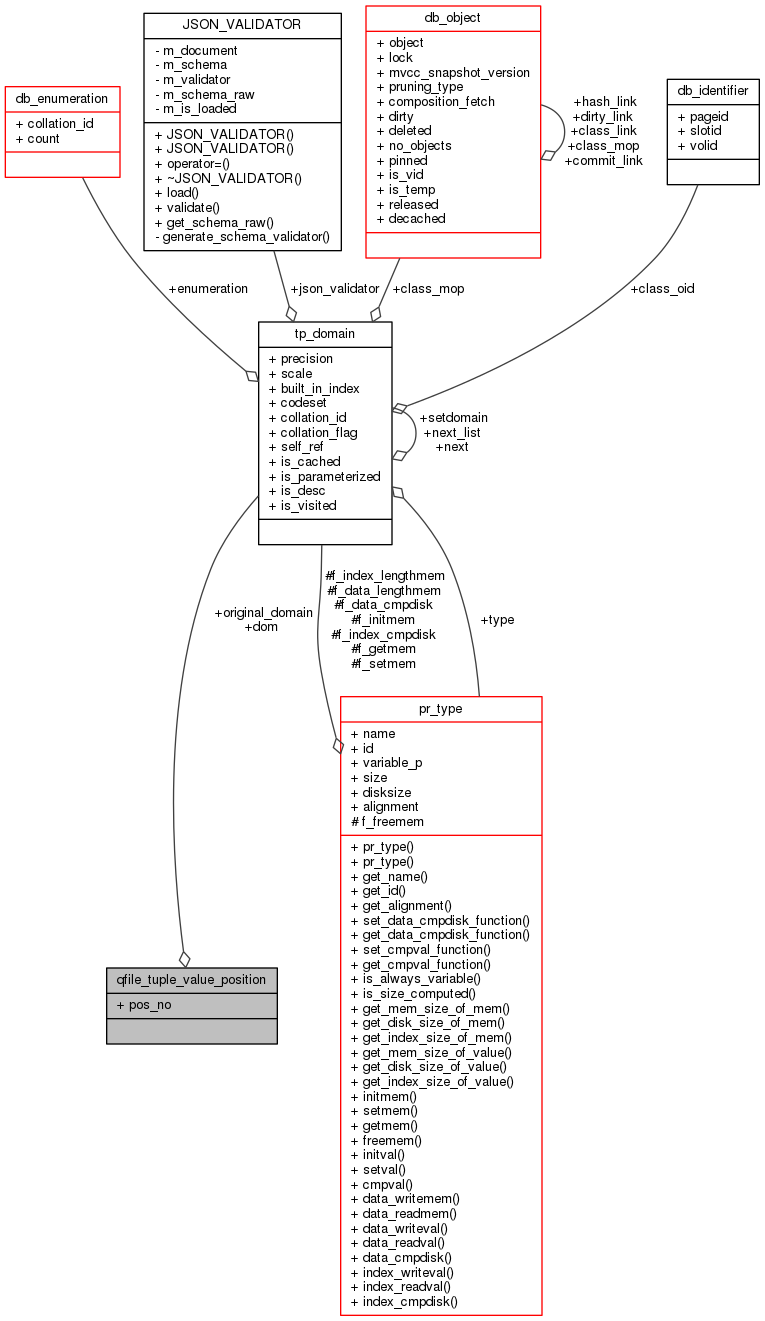 JSON_VALIDATOR
- m_document
- m_schema
- m_validator
- m_schema_raw
- m_is_loaded
+ JSON_VALIDATOR()
+ JSON_VALIDATOR()
+ operator=()
+ ~JSON_VALIDATOR()
+ load()
+ validate()
+ get_schema_raw()
- generate_schema_validator()
db_object
+ object
+ lock
+ mvcc_snapshot_version
+ pruning_type
+ composition_fetch
+ dirty
+ deleted
+ no_objects
+ pinned
+ is_vid
+ is_temp
+ released
+ decached
+hash_link
+dirty_link
+class_link
+class_mop
+commit_link
db_enumeration
+ collation_id
+ count
db_identifier
+ pageid
+ slotid
+ volid
+enumeration
+json_validator
+class_mop
+class_oid
tp_domain
+ precision
+ scale
+ built_in_index
+ codeset
+ collation_id
+ collation_flag
+ self_ref
+ is_cached
+ is_parameterized
+ is_desc
+ is_visited
+setdomain
+next_list
+next
+original_domain
+dom
#f_index_lengthmem
#f_data_lengthmem
#f_data_cmpdisk
#f_initmem
#f_index_cmpdisk
#f_getmem
#f_setmem
+type
pr_type
+ name
+ id
+ variable_p
+ size
+ disksize
+ alignment
# f_freemem
+ pr_type()
+ pr_type()
+ get_name()
+ get_id()
+ get_alignment()
+ set_data_cmpdisk_function()
+ get_data_cmpdisk_function()
+ set_cmpval_function()
+ get_cmpval_function()
+ is_always_variable()
+ is_size_computed()
+ get_mem_size_of_mem()
+ get_disk_size_of_mem()
+ get_index_size_of_mem()
+ get_mem_size_of_value()
+ get_disk_size_of_value()
+ get_index_size_of_value()
+ initmem()
+ setmem()
+ getmem()
+ freemem()
+ initval()
+ setval()
+ cmpval()
+ data_writemem()
+ data_readmem()
+ data_writeval()
+ data_readval()
+ data_cmpdisk()
+ index_writeval()
+ index_readval()
+ index_cmpdisk()
qfile_tuple_value_position
+ pos_no